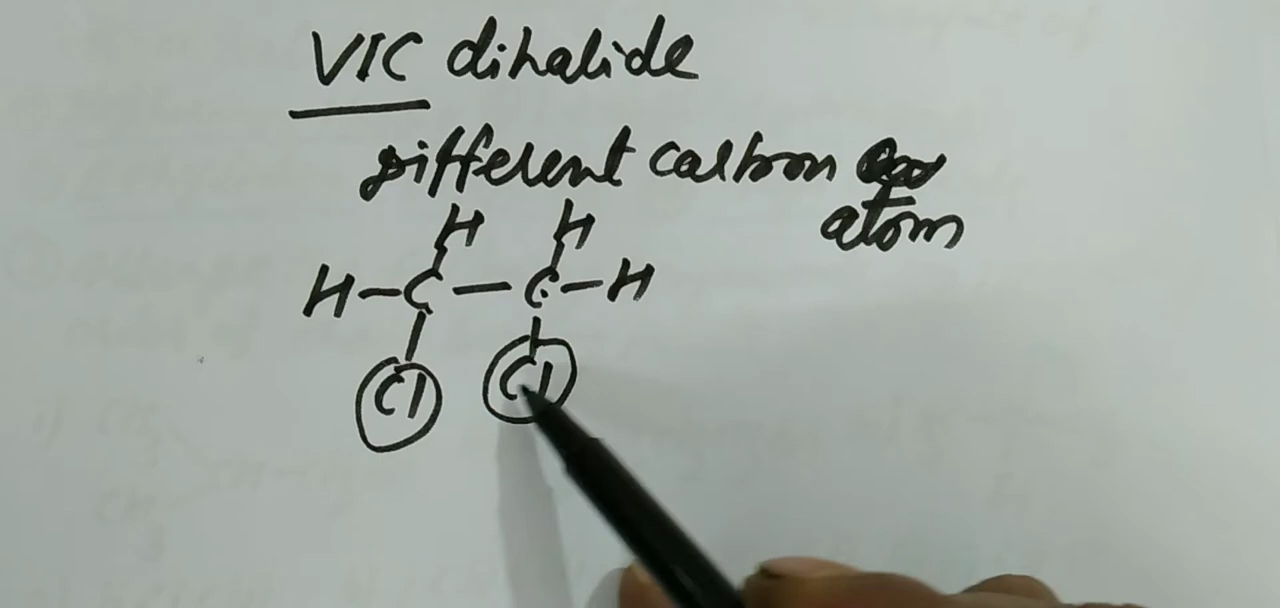 VIC dihalide
different carbon
atom
H H
H-C-C-H
Cl Cl